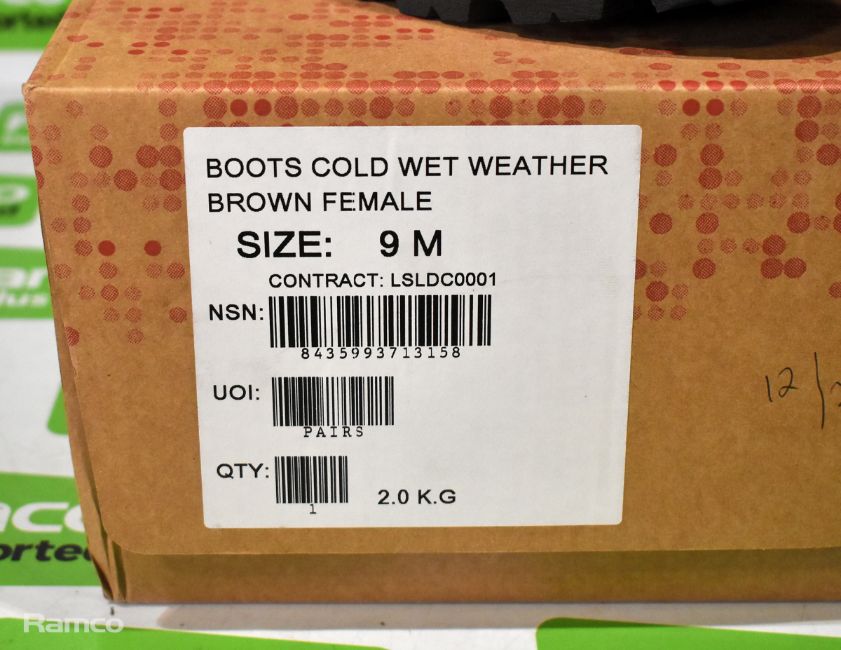 BOOTS COLD WET WEATHER
BROWN FEMALE
SIZE: 9 M
CONTRACT: LSLDC0001
NSN:
8435993713158
UOI:
PAIRS
QTY:
1
2.0 K.G
12/
Ramco